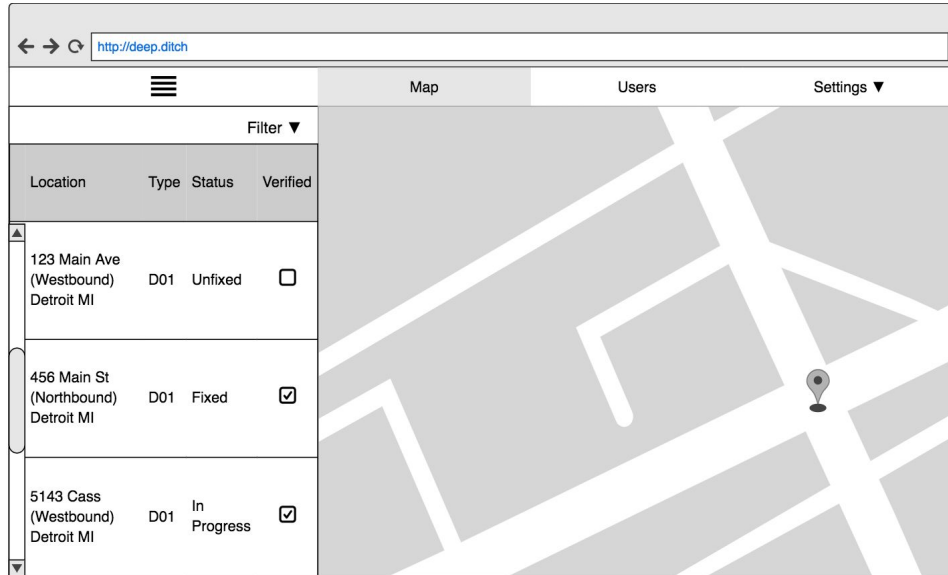 http://deep.ditch
Map Users Settings ▼
Filter ▼
Location Type Status Verified
123 Main Ave
(Westbound) D01 Unfixed
Detroit MI
456 Main St
(Northbound) D01 Fixed
Detroit MI
5143 Cass
(Westbound) D01 In Progress
Detroit MI